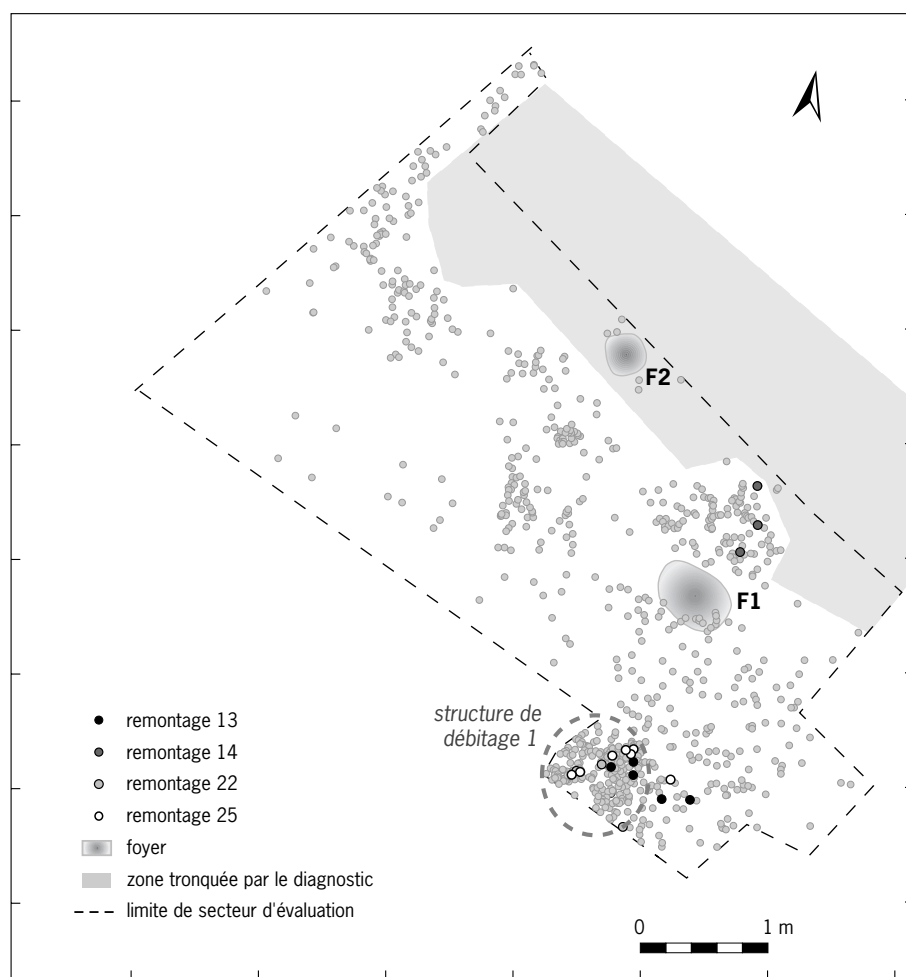 F2
F1
structure de
débitage 1
remontage 13
remontage 14
remontage 22
remontage 25
foyer
zone tronquée par le diagnostic
limite de secteur d'évaluation
0 1 m